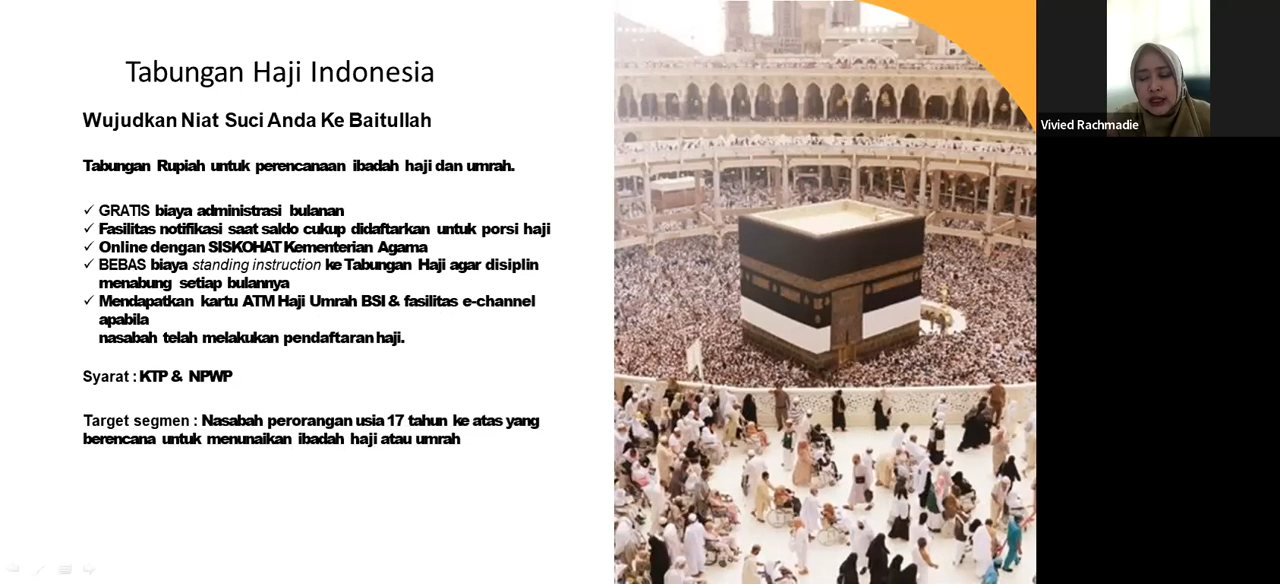 Tabungan Haji Indonesia
Wujudkan Niat Suci Anda Ke Baitullah
Tabungan Rupiah untuk perencanaan ibadah haji dan umrah.
✓ GRATIS biaya administrasi bulanan
✓ Fasilitas notifikasi saat saldo cukup didaftarkan untuk porsi haji
✓ Online dengan SISKOHAT Kementerian Agama
✓ BEBAS biaya standing instruction ke Tabungan Haji agar disiplin
menabung setiap bulannya
✓ Mendapatkan kartu ATM Haji Umrah BSI & fasilitas e-channel
apabila
nasabah telah melakukan pendaftaran haji.
Syarat : KTP & NPWP
Target segmen : Nasabah perorangan usia 17 tahun ke atas yang
berencana untuk menunaikan ibadah haji atau umrah
Vivied Rachmadie